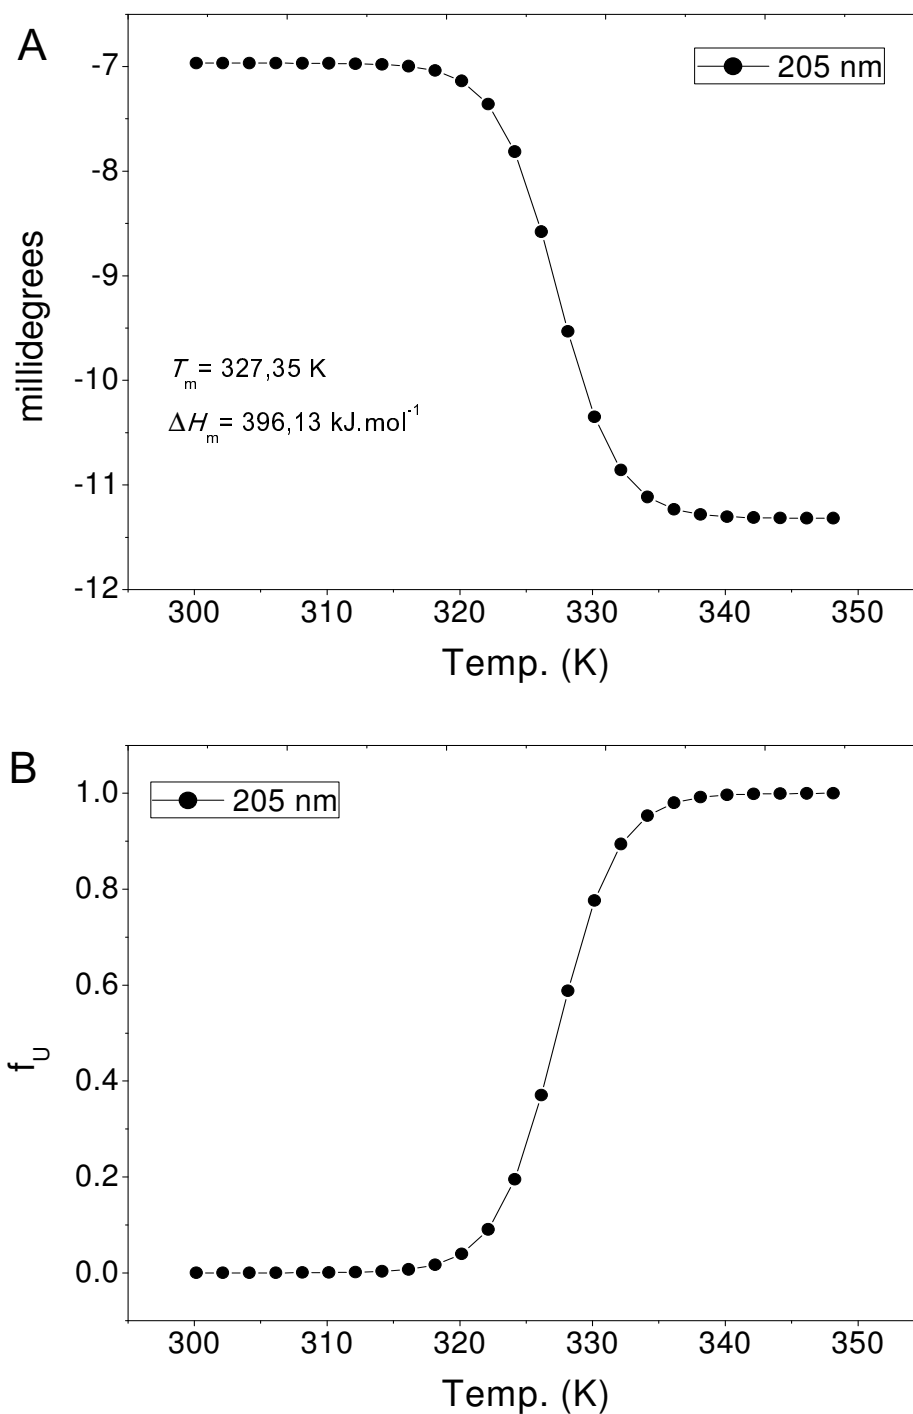 A
205 nm
-7
-8
-9
-10
-11
-12
millidegrees
Tm= 327,35 K
ΔHm= 396,13 kJ.mol-1
300 310 320 330 340 350
Temp. (K)
B
205 nm
1.0
0.8
0.6
0.4
0.2
0.0
fU
300 310 320 330 340 350
Temp. (K)